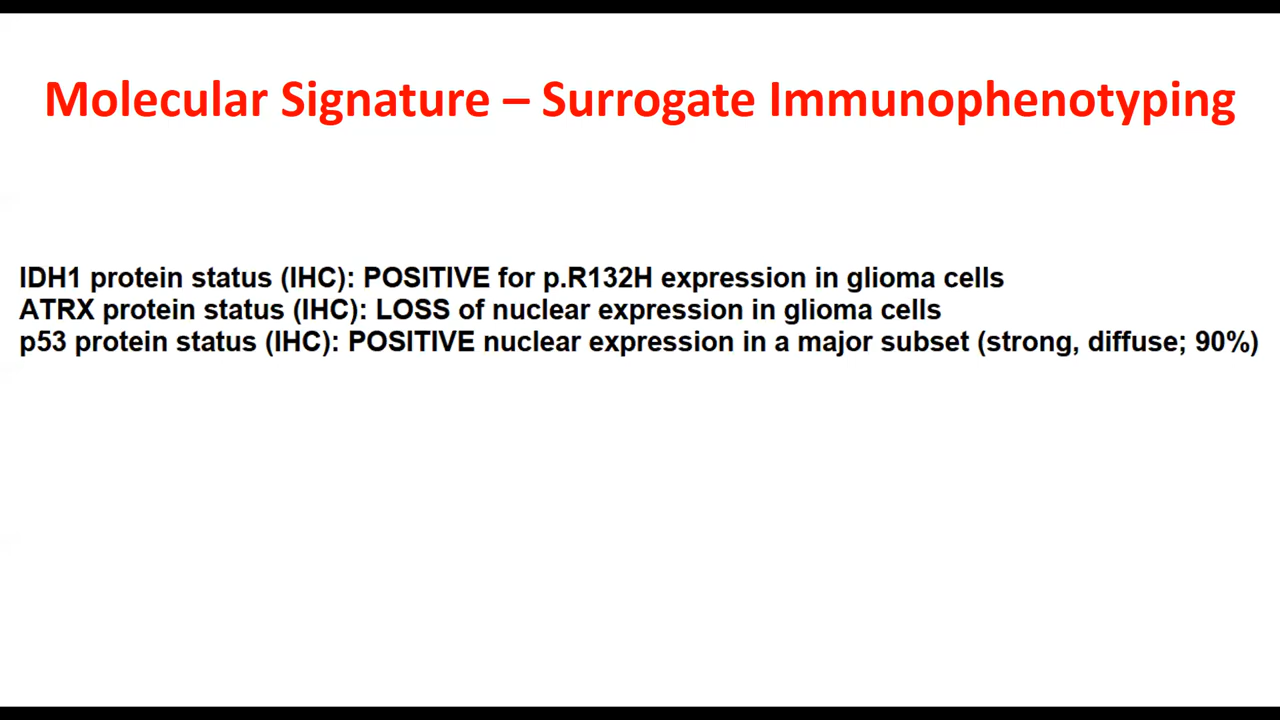 Molecular Signature – Surrogate Immunophenotyping
IDH1 protein status (IHC): POSITIVE for p.R132H expression in glioma cells
ATRX protein status (IHC): LOSS of nuclear expression in glioma cells
p53 protein status (IHC): POSITIVE nuclear expression in a major subset (strong, diffuse; 90%)